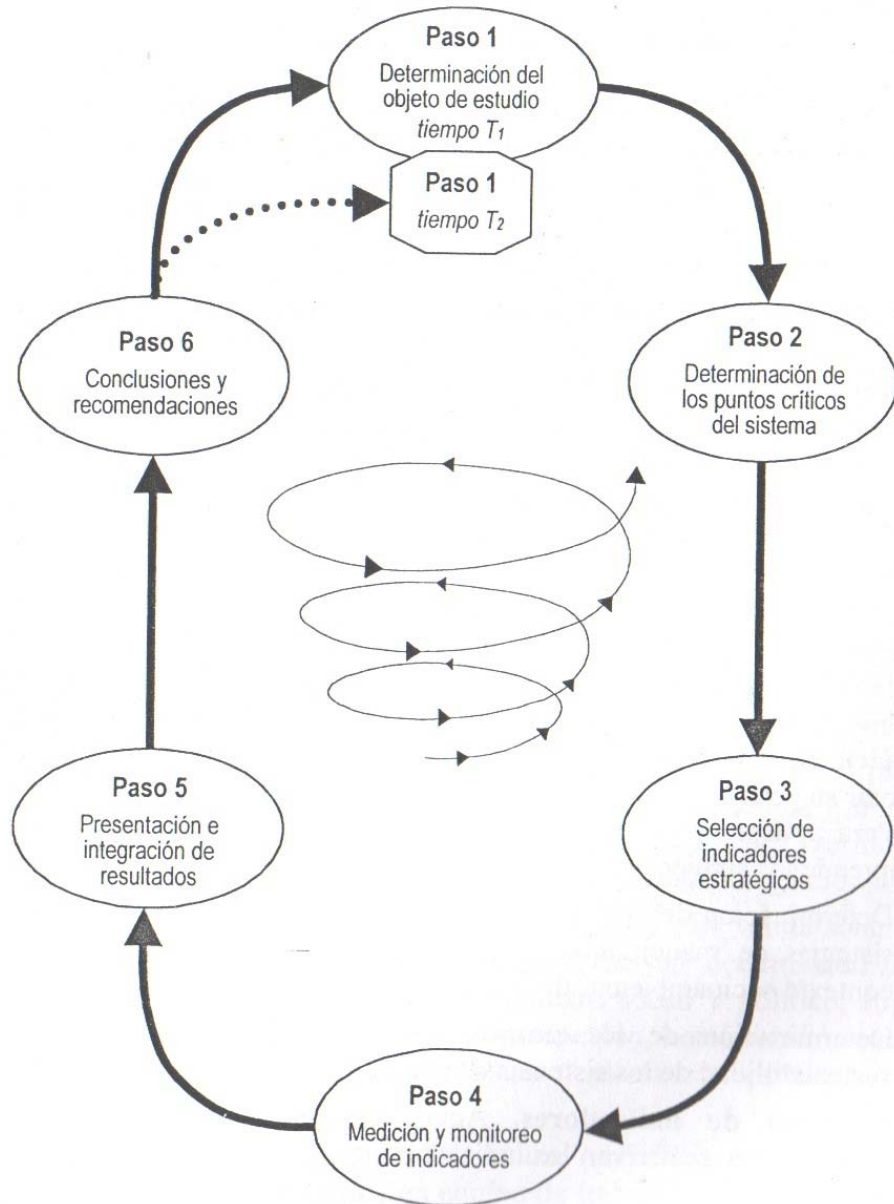 Paso 1
Determinación del
objeto de estudio
tiempo T1
Paso 1
tiempo T2
Paso 2
Determinación de
los puntos críticos
del sistema
Paso 3
Selección de
indicadores
estratégicos
Paso 4
Medición y monitoreo
de indicadores
Paso 5
Presentación e
integración de
resultados
Paso 6
Conclusiones y
recomendaciones